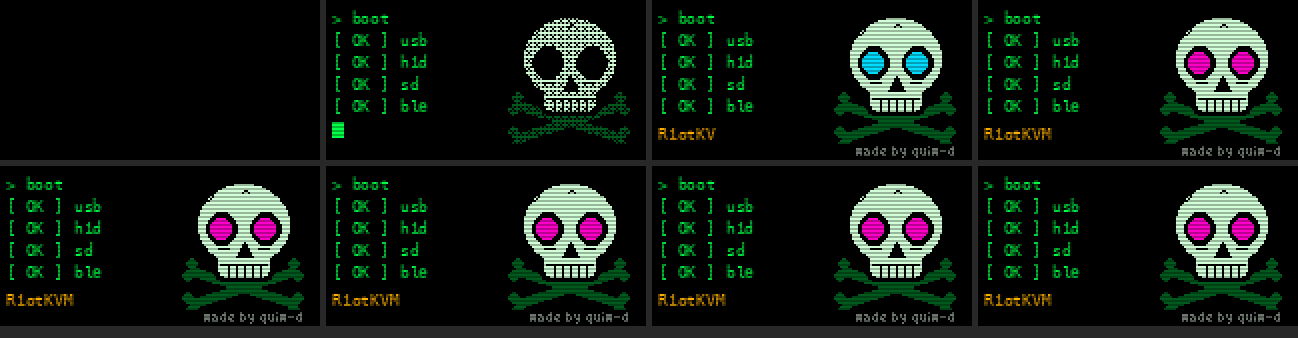 > boot
[ OK ] usb
[ OK ] hid
[ OK ] sd
[ OK ] ble
> boot
[ OK ] usb
[ OK ] hid
[ OK ] sd
[ OK ] ble
RiotKV
made by quim-d
> boot
[ OK ] usb
[ OK ] hid
[ OK ] sd
[ OK ] ble
RiotKVM
made by quim-d
> boot
[ OK ] usb
[ OK ] hid
[ OK ] sd
[ OK ] ble
RiotKVM
made by quim-d
> boot
[ OK ] usb
[ OK ] hid
[ OK ] sd
[ OK ] ble
RiotKVM
made by quim-d
> boot
[ OK ] usb
[ OK ] hid
[ OK ] sd
[ OK ] ble
RiotKVM
made by quim-d
> boot
[ OK ] usb
[ OK ] hid
[ OK ] sd
[ OK ] ble
RiotKVM
made by quim-d